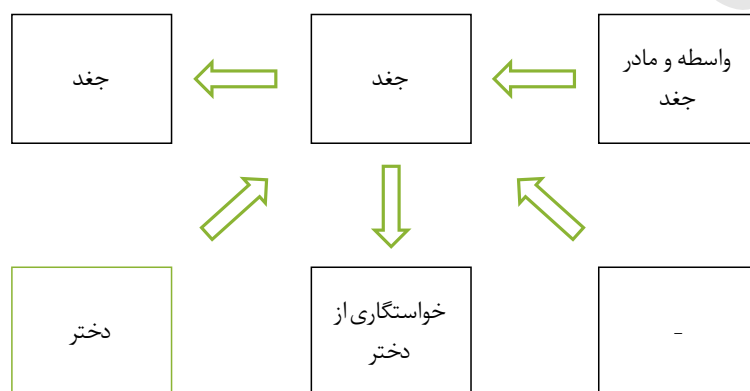 واسطه و مادر
جغد
جغد
جغد
-
خواستگاری از
دختر
دختر